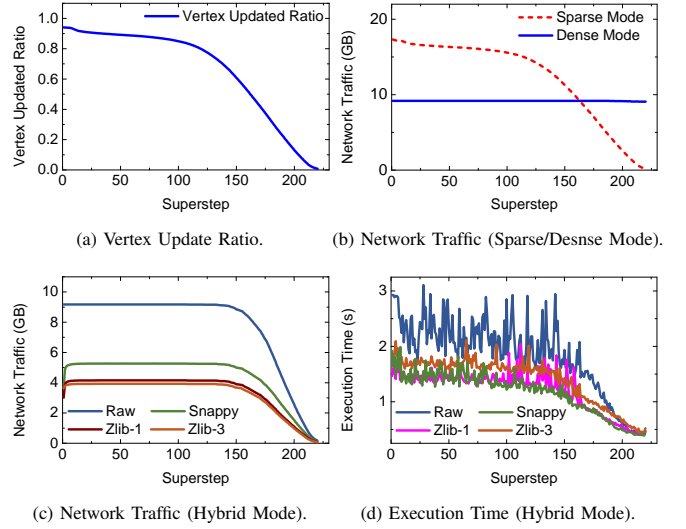 Vertex Updated Ratio
1.0
0.8
0.6
0.4
0.2
0.0
Vertex Updated Ratio
0 50 100 150 200
Superstep
(a) Vertex Update Ratio.
Network Traffic (GB)
20
10
0
Sparse Mode
Dense Mode
0 50 100 150 200
Superstep
(b) Network Traffic (Sparse/Desnse Mode).
Network Traffic (GB)
10
8
6
4
2
0
Raw Snappy
Zlib-1 Zlib-3
0 50 100 150 200
Superstep
(c) Network Traffic (Hybrid Mode).
Execution Time (s)
3
2
1
Raw Snappy
Zlib-1 Zlib-3
0 50 100 150 200
Superstep
(d) Execution Time (Hybrid Mode).